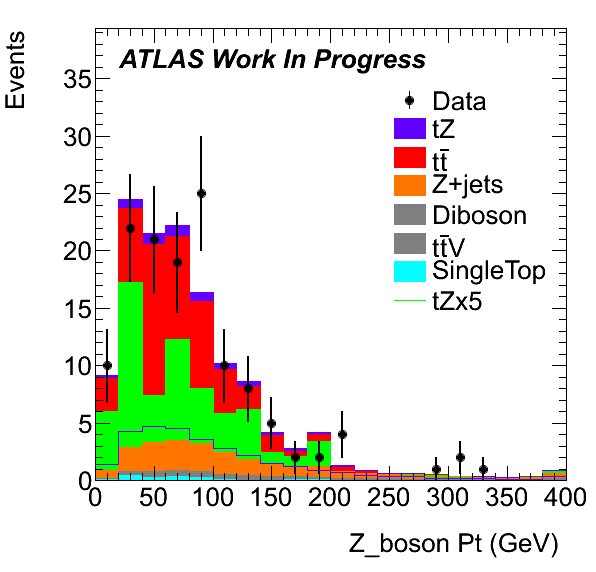 Events
ATLAS Work In Progress
35
30
25
20
15
10
5
0
Data
tZ
tt̄
Z+jets
Diboson
tt̄V
SingleTop
tZx5
0 50 100 150 200 250 300 350 400
Z_boson Pt (GeV)